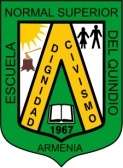 NORMAL SUPERIOR
ESCUELA
DEL QUINDIO
DIGNIDAD
CIVISMO
1967
ARMENIA